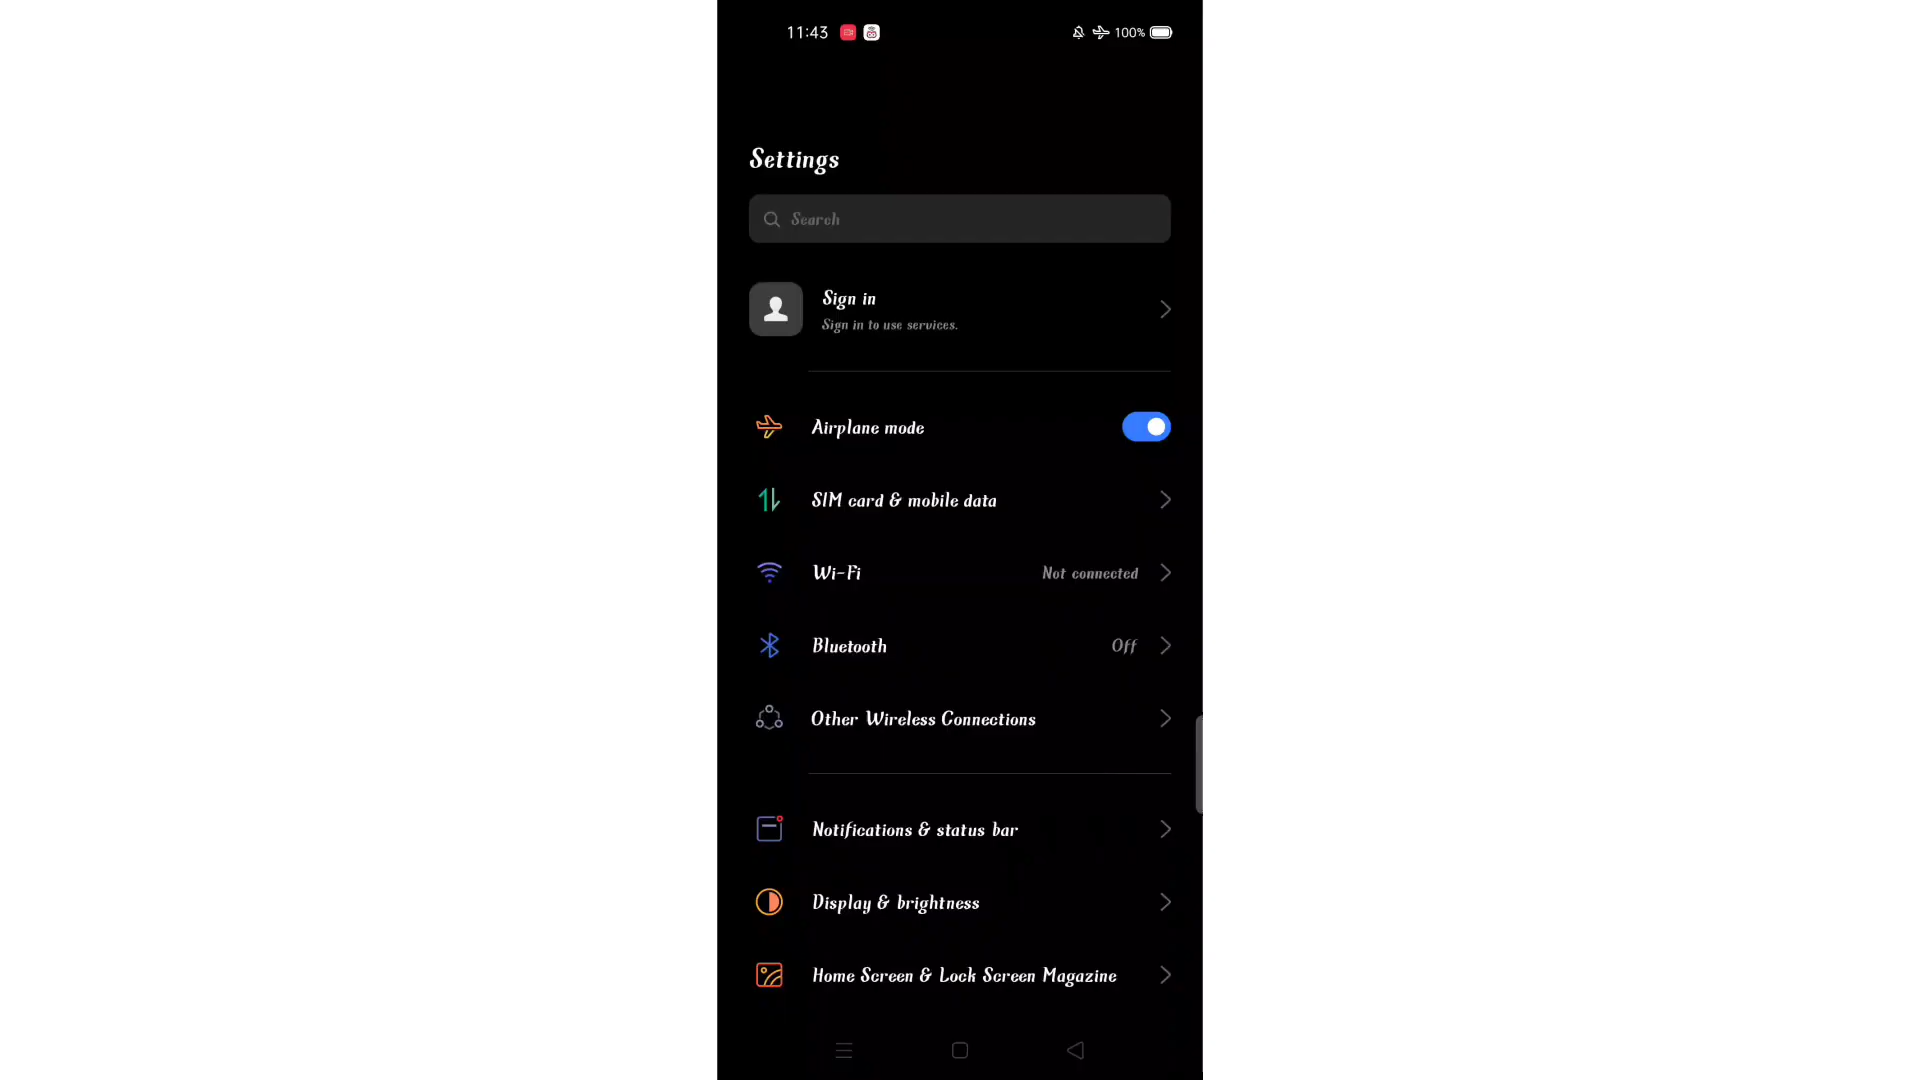 11:43
100%
Settings
Search
Sign in
Sign in to use services.
Airplane mode
SIM card & mobile data
Wi-Fi
Not connected
Bluetooth
Off
Other Wireless Connections
Notifications & status bar
Display & brightness
Home Screen & Lock Screen Magazine